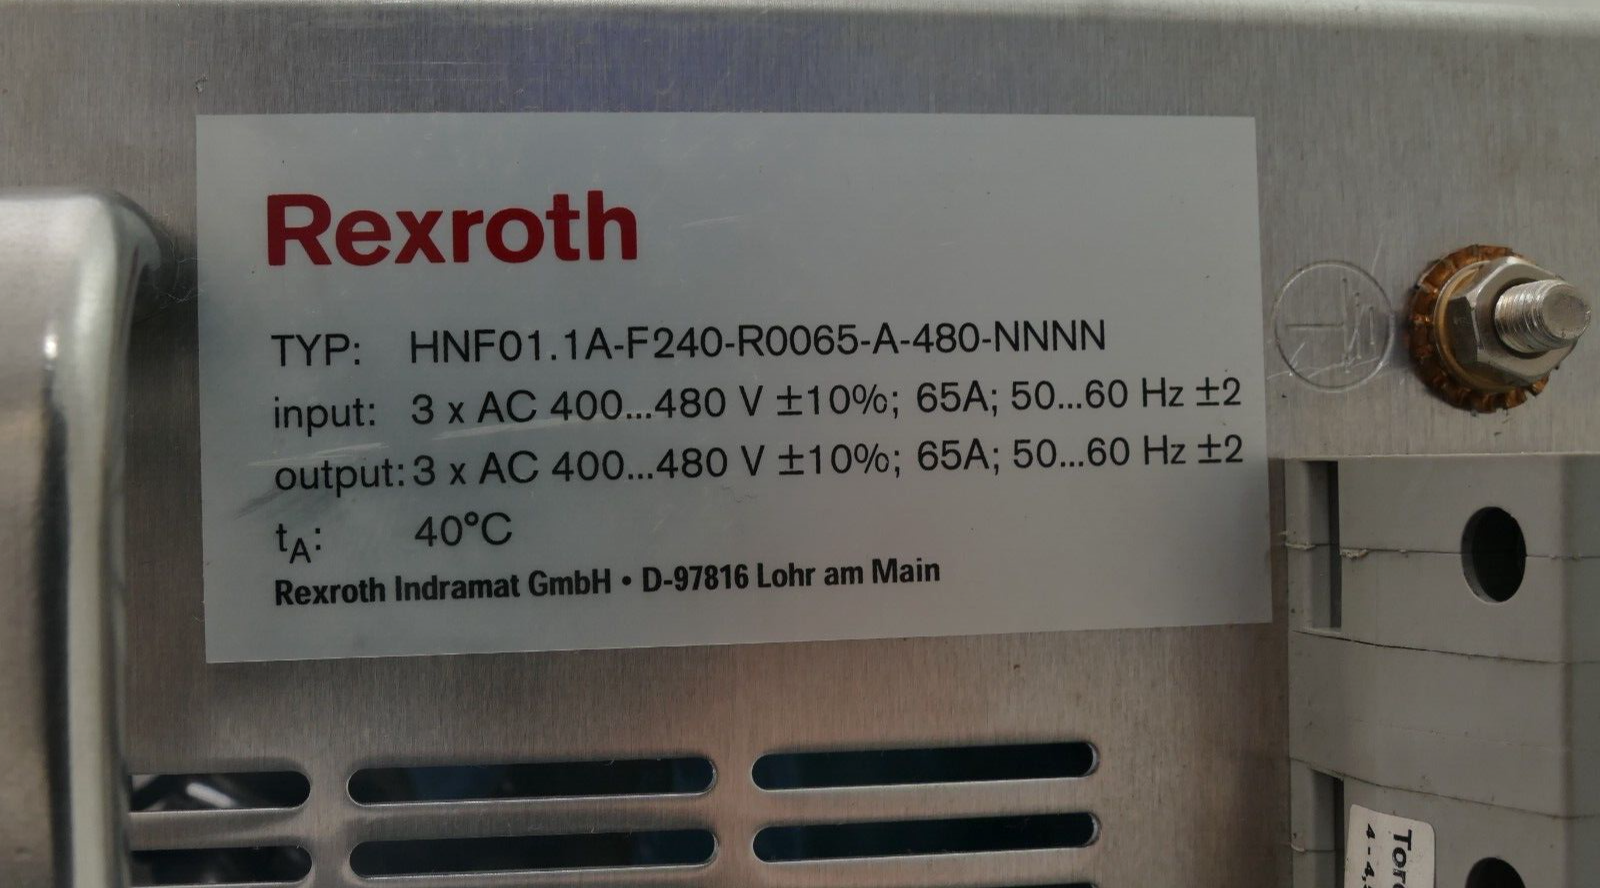 Rexroth
TYP: HNF01.1A-F240-R0065-A-480-NNNN
input: 3 x AC 400...480 V ±10%; 65A; 50...60 Hz ±2
output: 3 x AC 400...480 V ±10%; 65A; 50...60 Hz ±2
tA: 40°C
Rexroth Indramat GmbH • D-97816 Lohr am Main